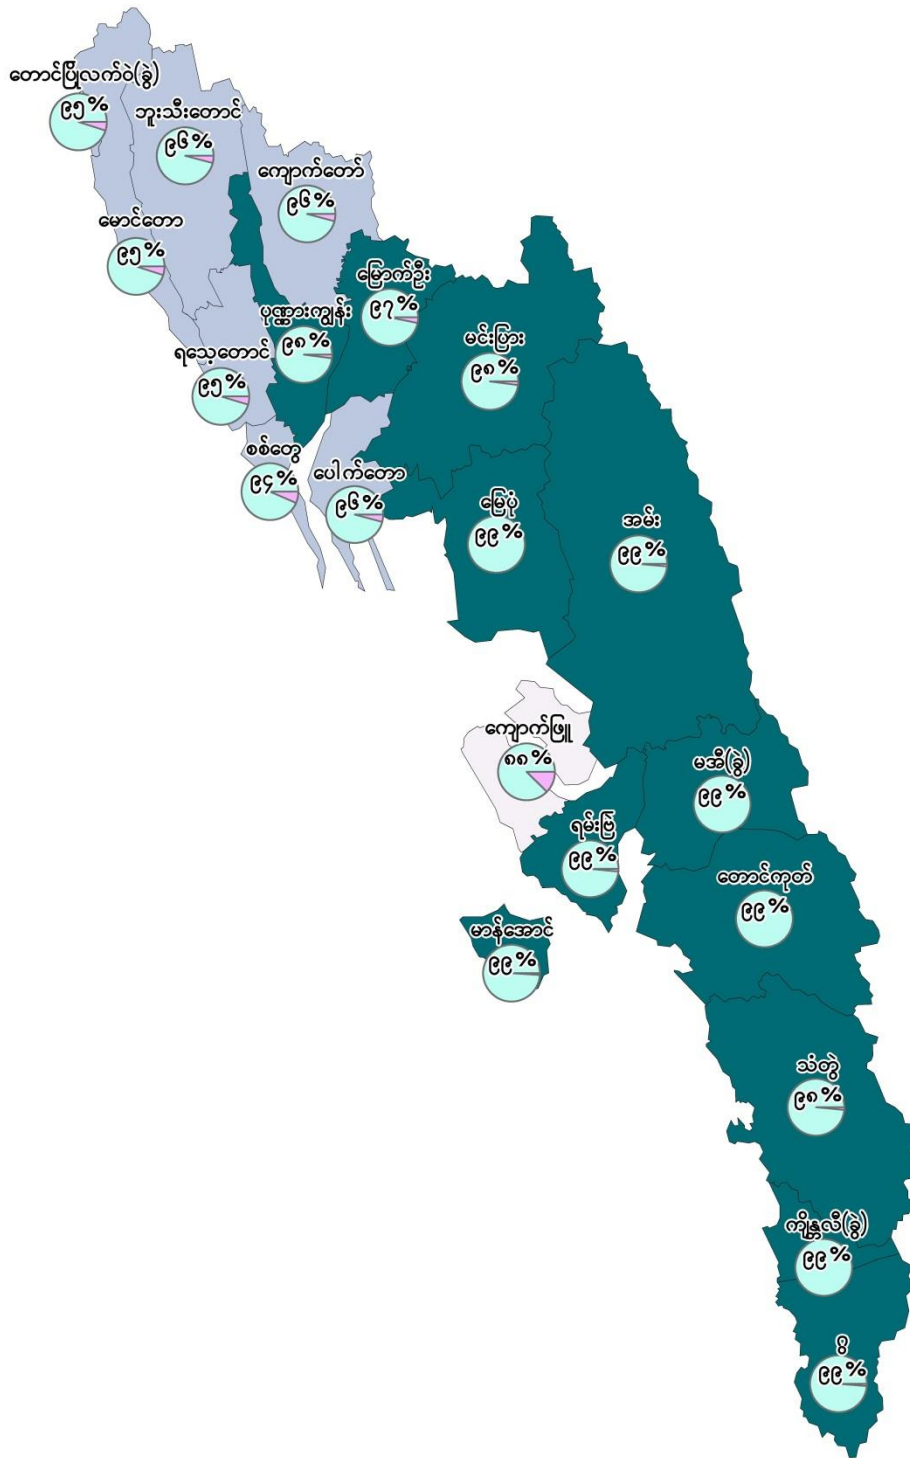 တောင်ပြိုလက်ဝဲ(ခွဲ)
၉၅%
ဘူးသီးတောင်
၉၆%
ကျောက်တော်
၉၆%
မောင်တော
၉၅%
မြောက်ဦး
၉၇%
ပုဏ္ဏားကျွန်း
၉၈%
မင်းပြား
၉၈%
ရသေ့တောင်
၉၅%
စစ်တွေ
၉၄%
ပေါက်တော
၉၆%
မြေပုံ
၉၉%
အမ်း
၉၉%
ကျောက်ဖြူ
၈၈%
မအီ(ခွဲ)
၉၉%
ရမ်းဗြဲ
၉၉%
တောင်ကုတ်
၉၉%
မာန်အောင်
၉၉%
သံတွဲ
၉၈%
ကျိန္တလီ(ခွဲ)
၉၉%
ဂွ
၉၉%